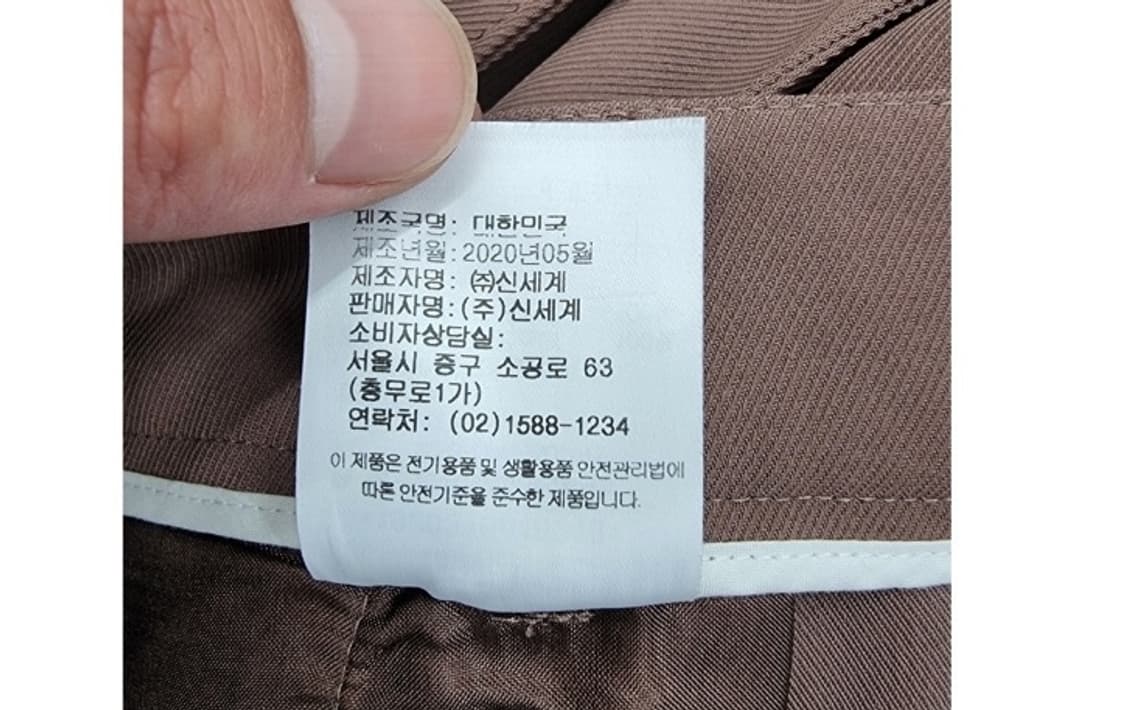 제조국명: 대한민국
제조년월:2020년05월
제조자명: ㈜신세계
판매자명:(주)신세계
소비자상담실:
서울시 중구 소공로 63
(충무로1가)
연락처: (02)1588-1234
이 제품은 전기용품 및 생활용품 안전관리법에
따른 안전기준을 준수한 제품입니다.